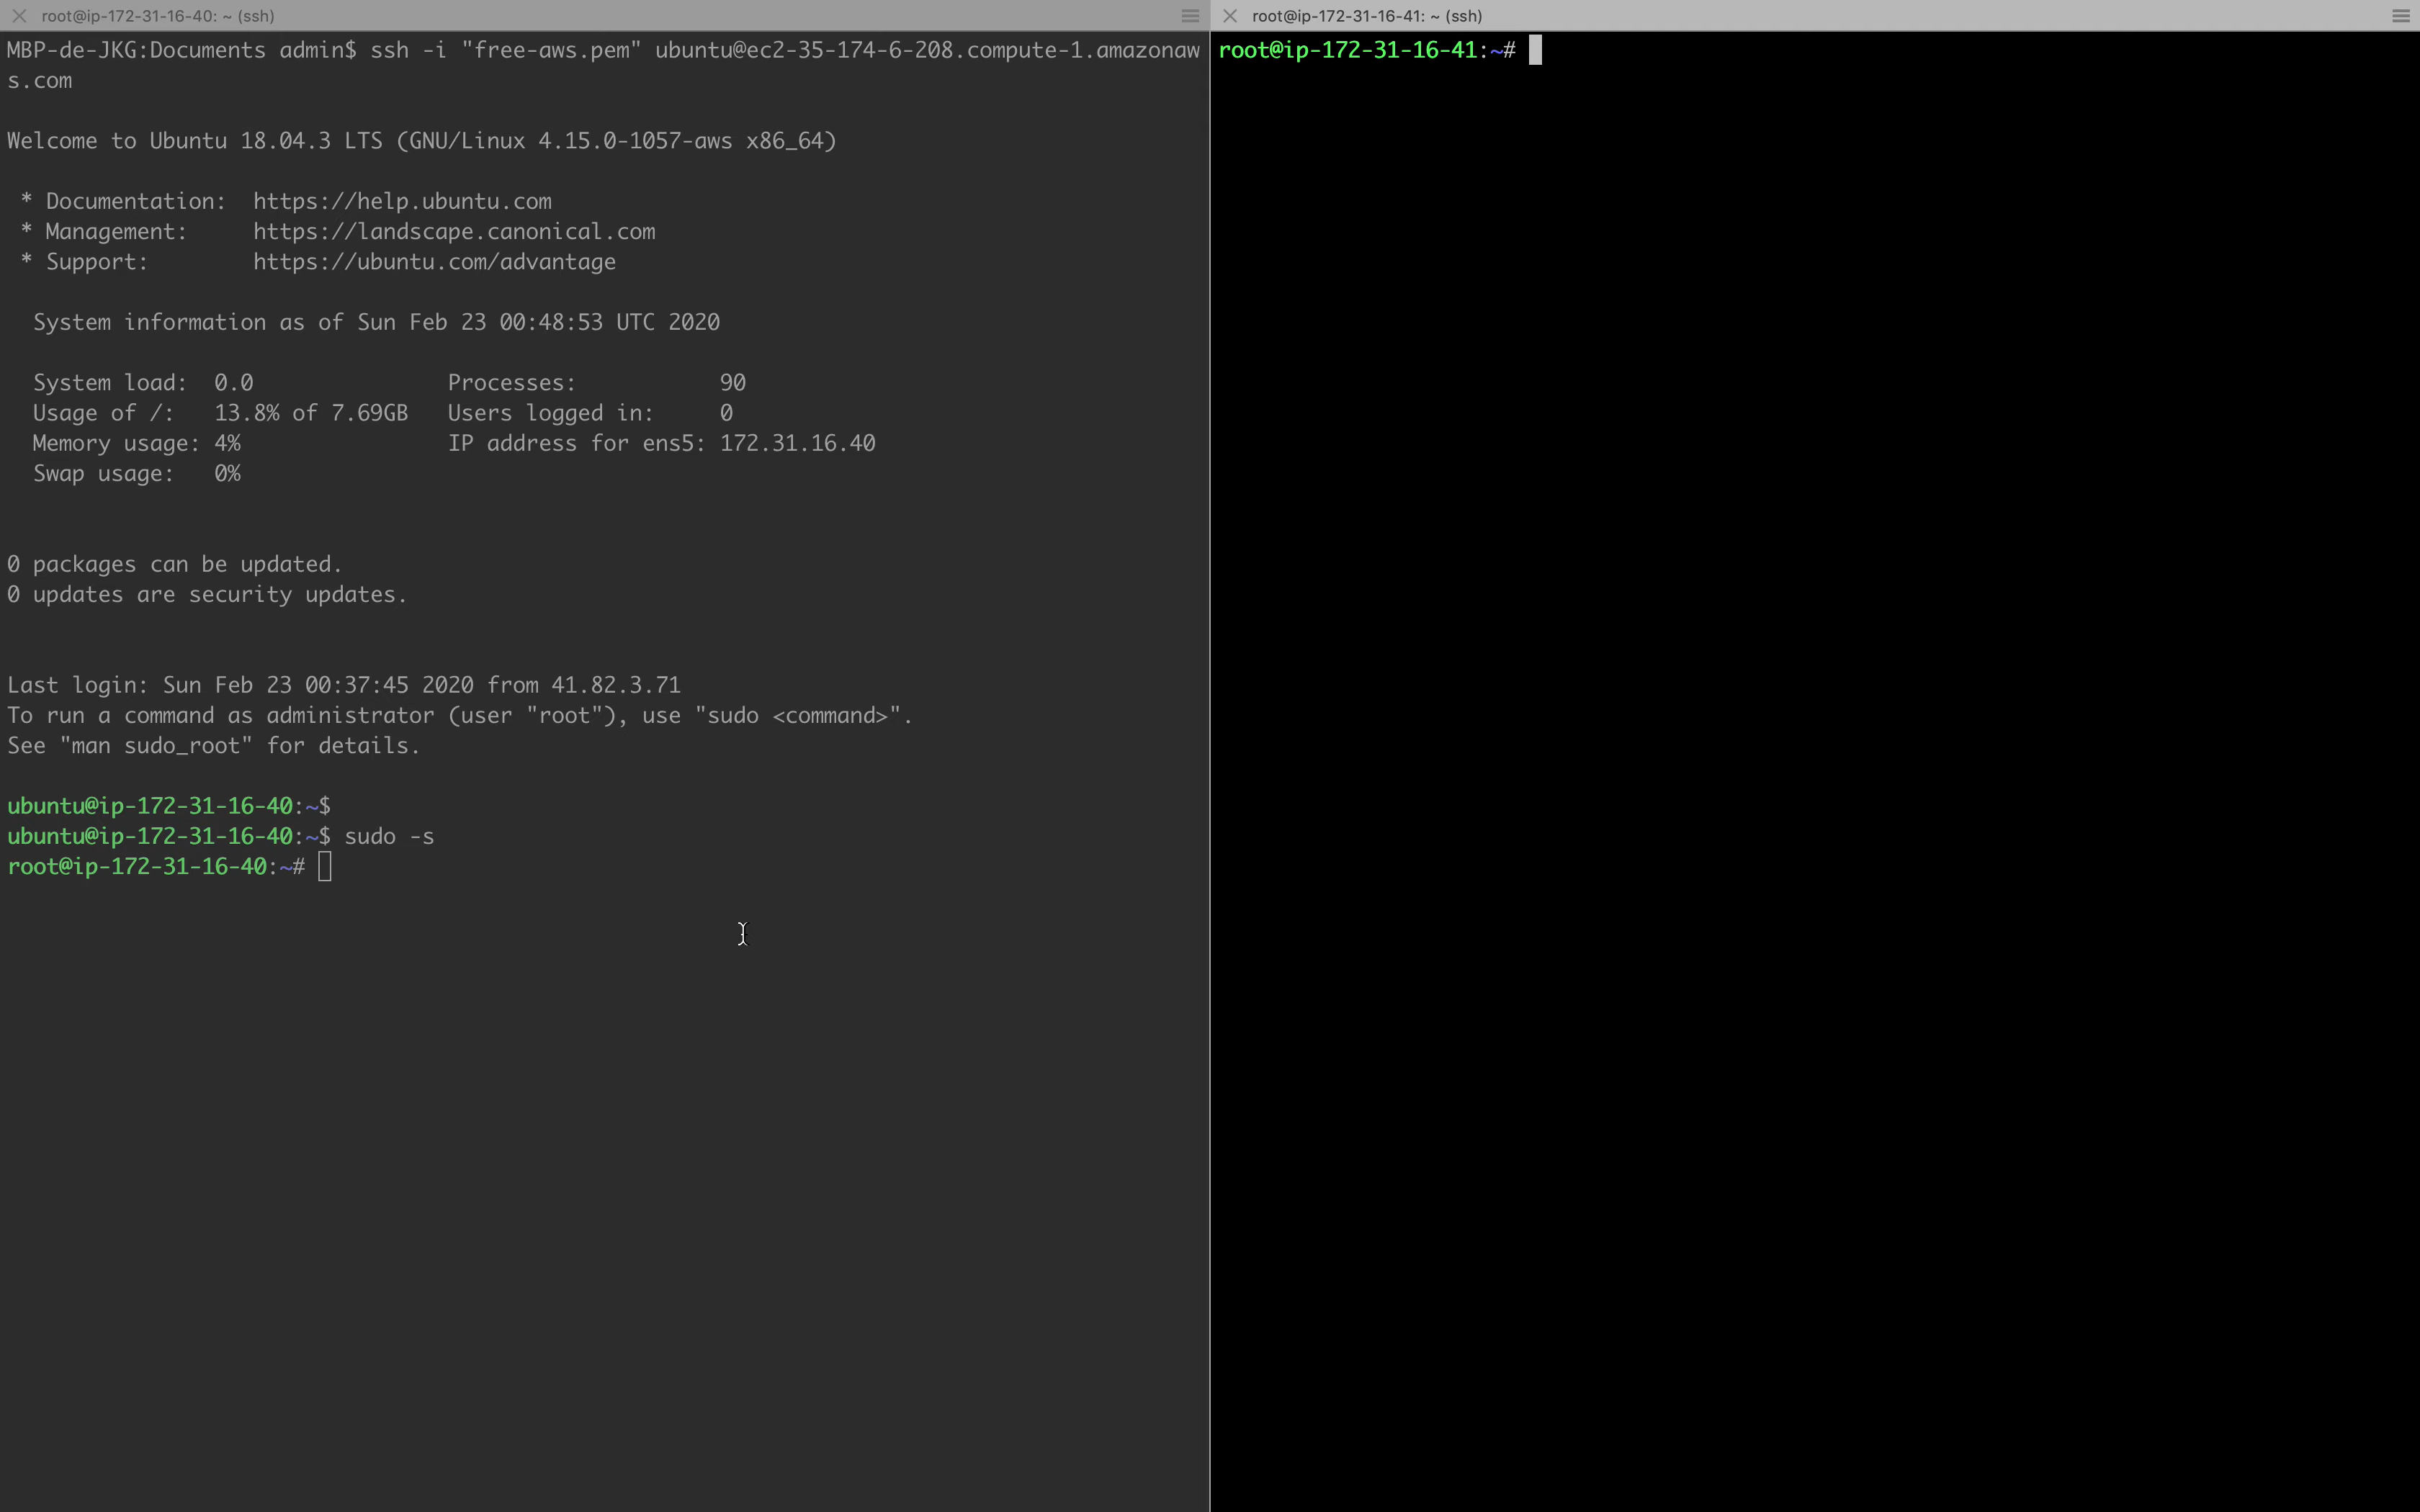 root@ip-172-31-16-40: ~ (ssh)
MBP-de-JKG:Documents admin$ ssh -i "free-aws.pem" ubuntu@ec2-35-174-6-208.compute-1.amazonaw
s.com
Welcome to Ubuntu 18.04.3 LTS (GNU/Linux 4.15.0-1057-aws x86_64)
* Documentation:  https://help.ubuntu.com
* Management:     https://landscape.canonical.com
* Support:        https://ubuntu.com/advantage
System information as of Sun Feb 23 00:48:53 UTC 2020
System load:  0.0               Processes:           90
Usage of /:   13.8% of 7.69GB   Users logged in:     0
Memory usage: 4%                IP address for ens5: 172.31.16.40
Swap usage:   0%
0 packages can be updated.
0 updates are security updates.
Last login: Sun Feb 23 00:37:45 2020 from 41.82.3.71
To run a command as administrator (user "root"), use "sudo <command>".
See "man sudo_root" for details.
ubuntu@ip-172-31-16-40:~$
ubuntu@ip-172-31-16-40:~$ sudo -s
root@ip-172-31-16-40:~#
root@ip-172-31-16-41: ~ (ssh)
root@ip-172-31-16-41:~#